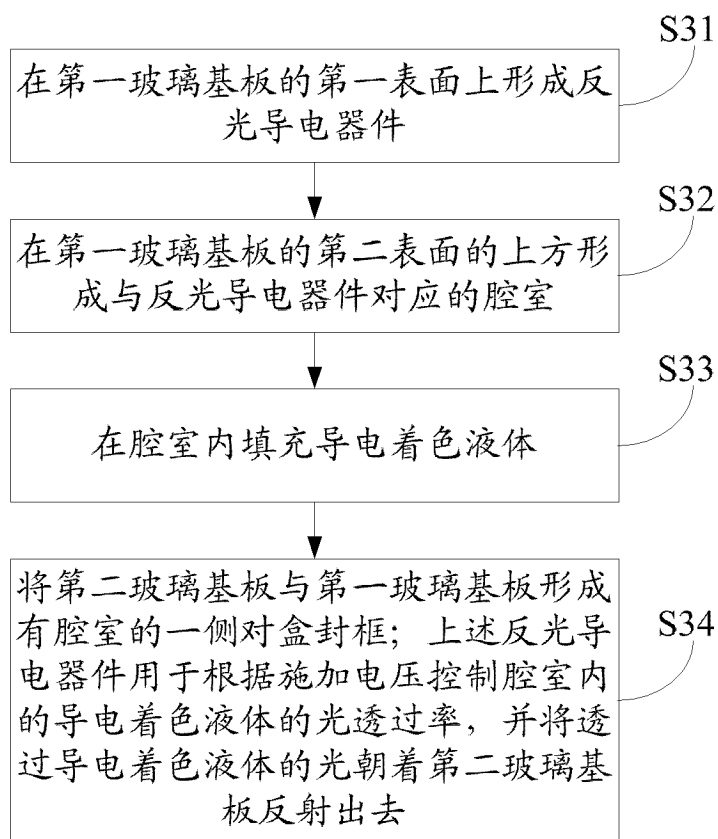 S31
在第一玻璃基板的第一表面上形成反
光导电器件
S32
在第一玻璃基板的第二表面的上方形
成与反光导电器件对应的腔室
S33
在腔室内填充导电着色液体
S34
将第二玻璃基板与第一玻璃基板形成
有腔室的一侧对盒封框；上述反光导
电器件用于根据施加电压控制腔室内
的导电着色液体的光透过率，并将透
过导电着色液体的光朝着第二玻璃基
板反射出去